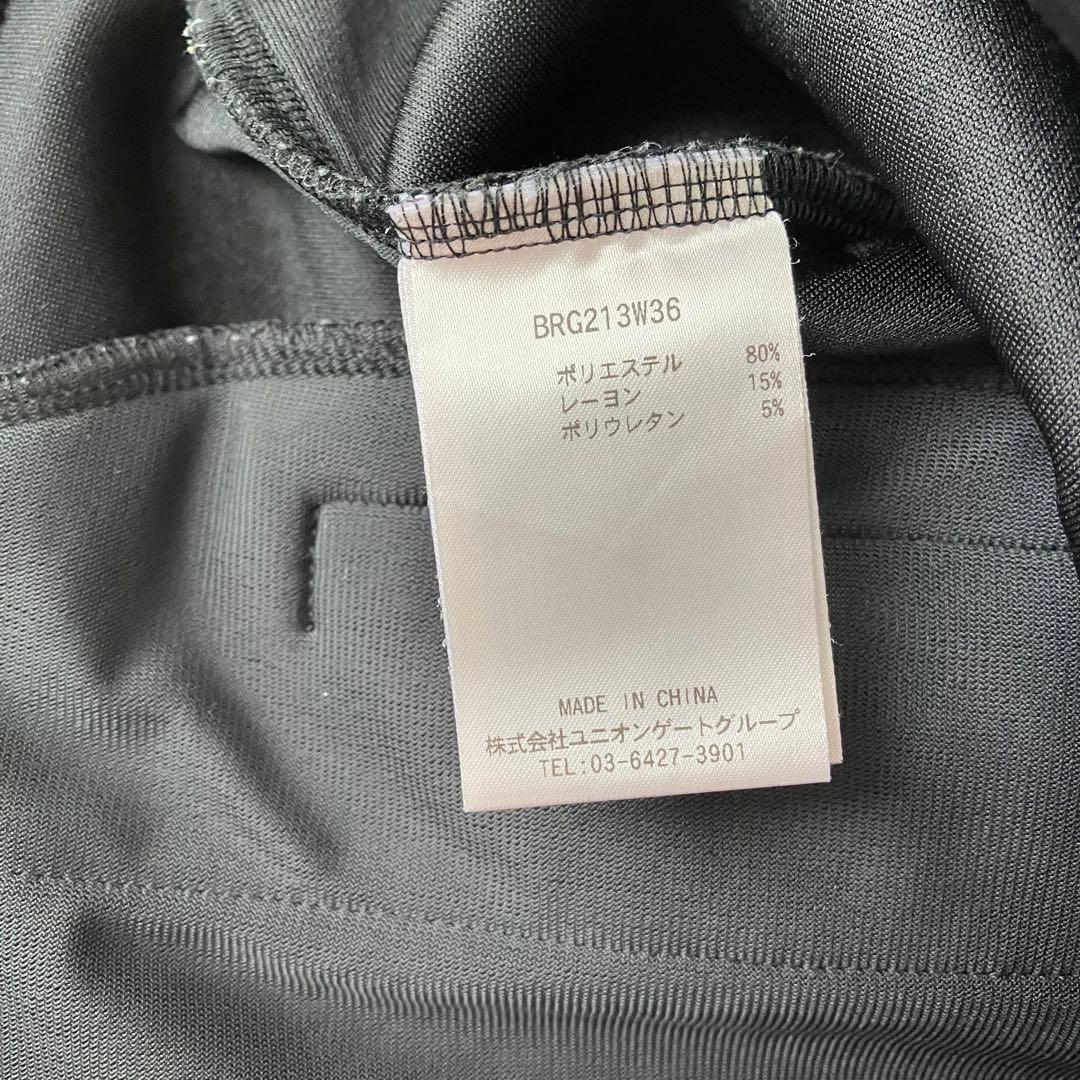 BRG213W36
ポリエステル 80%
レーヨン 15%
ポリウレタン 5%
MADE IN CHINA
株式会社ユニオンゲートグループ
TEL:03-6427-3901